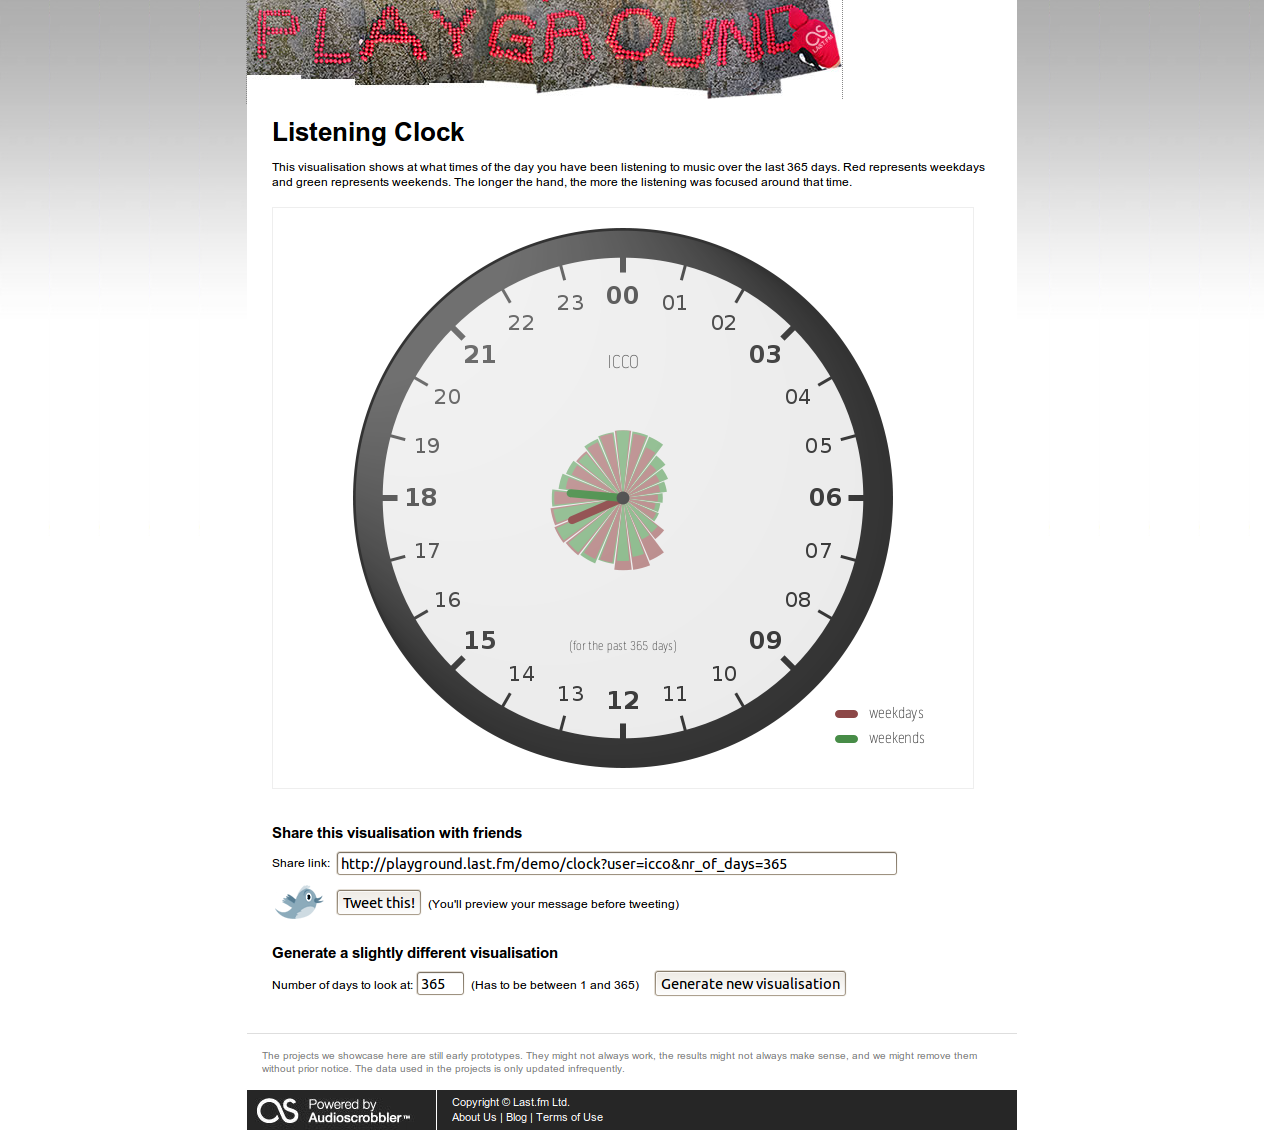 PLAYGROUND
LAST.FM
Listening Clock
This visualisation shows at what times of the day you have been listening to music over the last 365 days. Red represents weekdays
and green represents weekends. The longer the hand, the more the listening was focused around that time.
00
01
02
03
04
05
06
07
08
09
10
11
12
13
14
15
16
17
18
19
20
21
22
23
ICCO
(for the past 365 days)
weekdays
weekends
Share this visualisation with friends
Share link: http://playground.last.fm/demo/clock?user=icco&nr_of_days=365
Tweet this! (You'll preview your message before tweeting)
Generate a slightly different visualisation
Number of days to look at: 365 (Has to be between 1 and 365) Generate new visualisation
The projects we showcase here are still early prototypes. They might not always work, the results might not always make sense, and we might remove them
without prior notice. The data used in the projects is only updated infrequently.
Powered by
Audioscrobbler™
Copyright © Last.fm Ltd.
About Us | Blog | Terms of Use